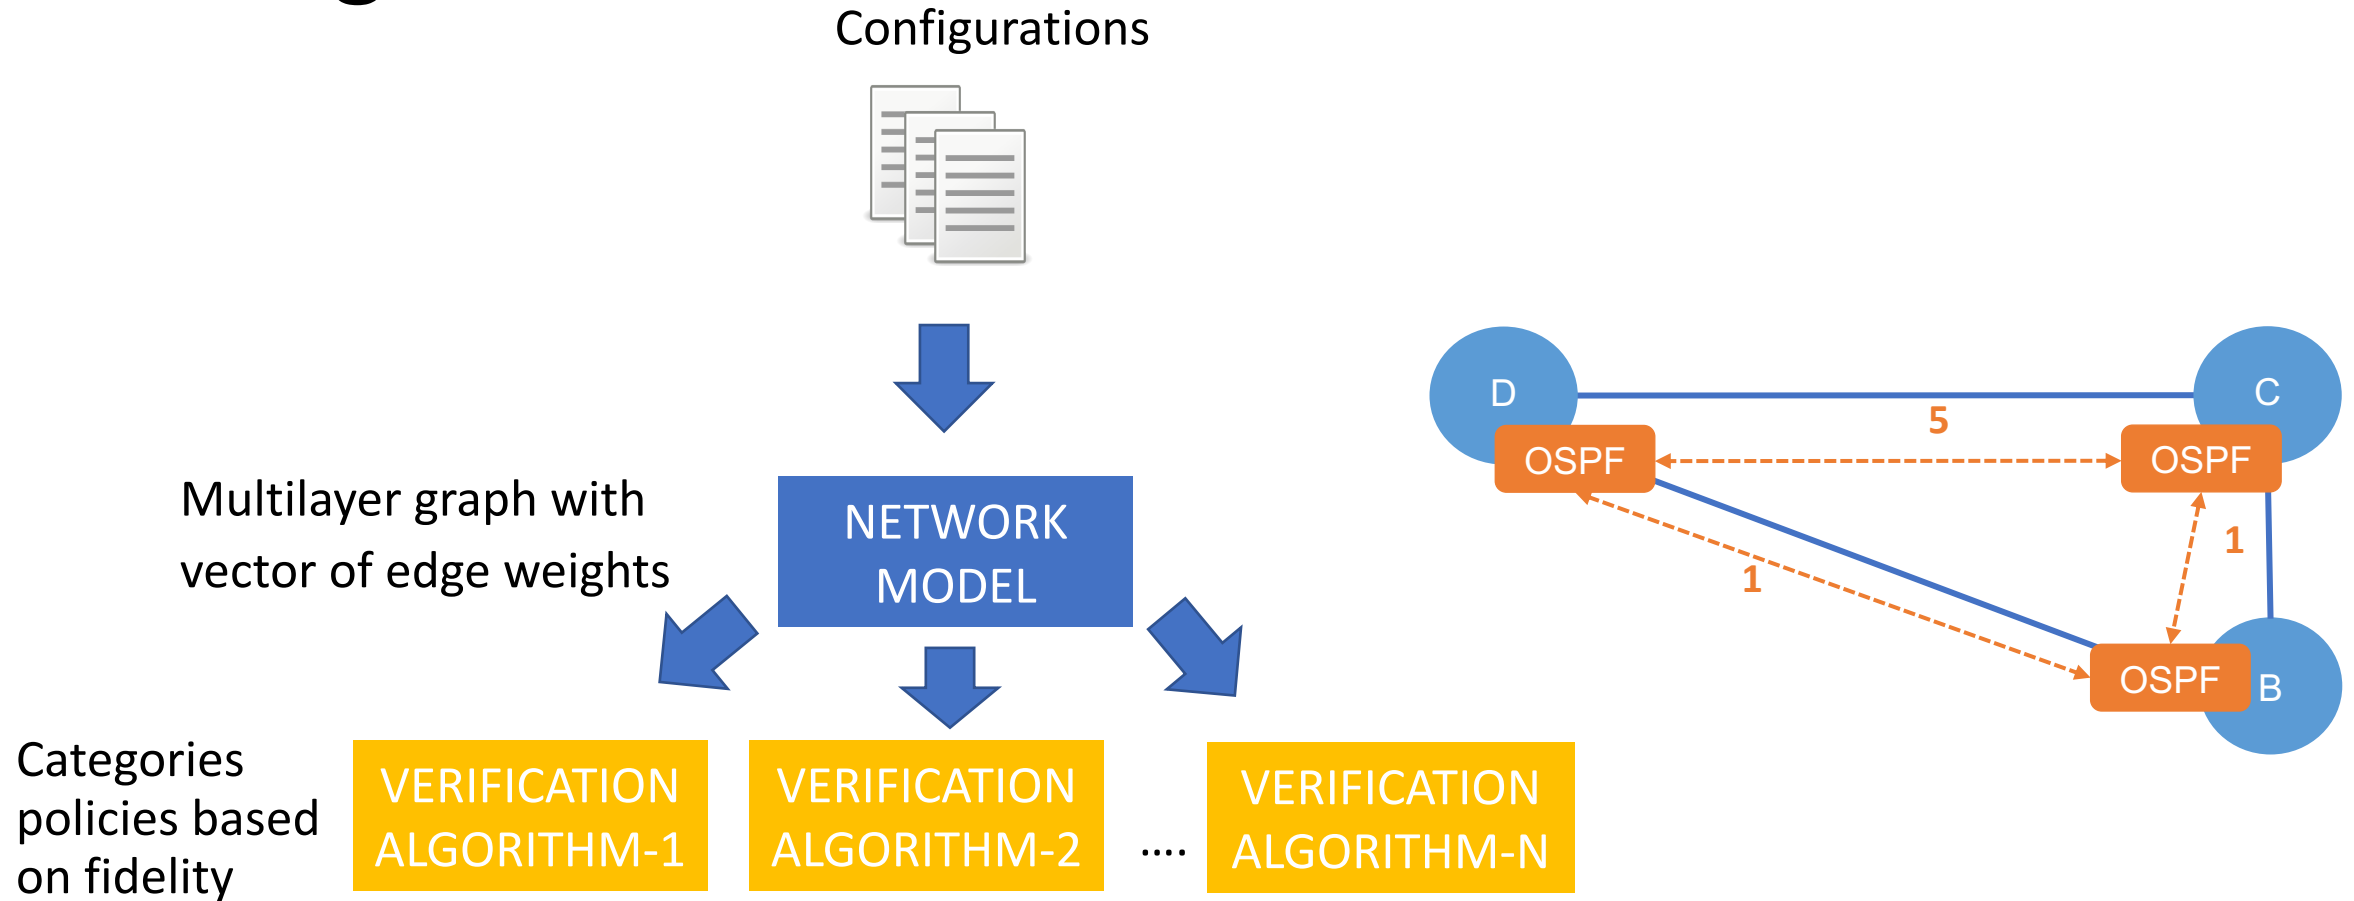 Configurations
Multilayer graph with
vector of edge weights
NETWORK
MODEL
Categories
policies based
on fidelity
VERIFICATION
ALGORITHM-1
VERIFICATION
ALGORITHM-2
....
VERIFICATION
ALGORITHM-N
D
C
5
OSPF
OSPF
1
1
OSPF
B